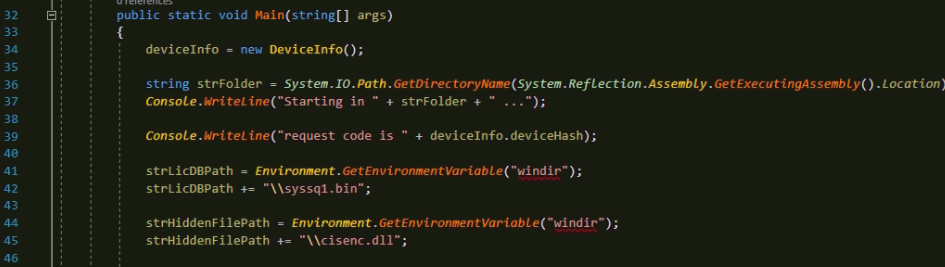 0 references
32 public static void Main(string[] args)
33 {
34 deviceInfo = new DeviceInfo();
35
36 string strFolder = System.IO.Path.GetDirectoryName(System.Reflection.Assembly.GetExecutingAssembly().Location)
37 Console.WriteLine("Starting in " + strFolder + " ...");
38
39 Console.WriteLine("request code is " + deviceInfo.deviceHash);
40
41 strLicDBPath = Environment.GetEnvironmentVariable("windir");
42 strLicDBPath += "\\syssq1.bin";
43
44 strHiddenFilePath = Environment.GetEnvironmentVariable("windir");
45 strHiddenFilePath += "\\cisenc.dll";
46